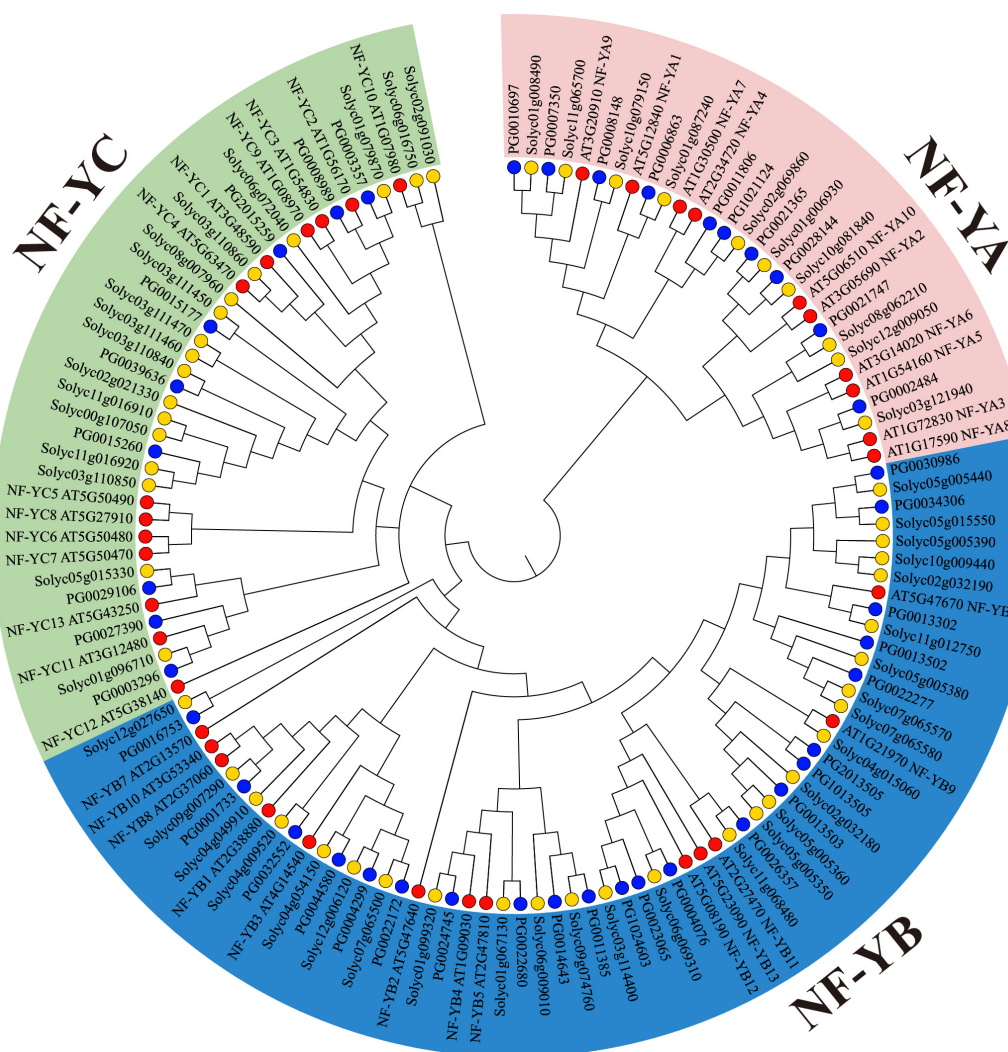 NF-YA
PG0010697
Solyc01g008490
PG0007350
Solyc11g065700
AT3G20910 NF-YA9
PG0008148
Solyc10g079150
AT5G12840 NF-YA1
PG0006863
Solyc01g087240
AT1G30500 NF-YA7
AT2G34720 NF-YA4
PG0011806
PG1021124
Solyc02g069860
PG0021365
Solyc01g006930
PG0028144
Solyc10g081840
AT5G06510 NF-YA10
AT3G05690 NF-YA2
PG0021747
Solyc08g062210
Solyc12g009050
AT3G14020 NF-YA6
AT1G54160 NF-YA5
PG0002484
Solyc03g121940
AT1G72830 NF-YA3
AT1G17590 NF-YA8
NF-YB
PG0030986
Solyc05g005440
PG0034306
Solyc05g015550
Solyc05g005390
Solyc10g009440
Solyc02g032190
AT5G47670 NF-YB
PG0013302
Solyc11g012750
PG0013502
Solyc05g005380
PG0022277
Solyc07g065570
Solyc07g065580
AT1G21970 NF-YB9
Solyc04g015060
PG2013505
PG1013505
Solyc02g032180
PG0013503
Solyc05g005360
Solyc05g005350
PG0026357
Solyc11g068480
AT2G27470 NF-YB11
AT5G23090 NF-YB13
AT5G08190 NF-YB12
PG0004076
Solyc06g069310
PG0023065
PG1024603
Solyc03g114400
PG0011385
Solyc09g074760
PG0014643
Solyc06g009010
PG0022680
Solyc01g067130
NF-YB5 AT2G47810
NF-YB4 AT1G09030
PG0024745
Solyc01g099320
NF-YB2 AT5G47640
PG0022172
Solyc07g065500
PG0004299
Solyc12g006120
PG0044580
Solyc04g054150
NF-YB3 AT4G14540
PG0032552
Solyc04g009520
NF-YB1 AT2G38880
Solyc04g049910
PG0001733
Solyc09g007290
NF-YB8 AT2G37060
NF-YB10 AT3G53340
NF-YB7 AT2G13570
PG0016753
Solyc12g027650
NF-YC
NF-YC12 AT5G38140
PG0003296
Solyc01g096710
NF-YC11 AT3G12480
PG0027390
NF-YC13 AT5G43250
PG0029106
Solyc05g015330
NF-YC7 AT5G50470
NF-YC6 AT5G50480
NF-YC8 AT5G27910
NF-YC5 AT5G50490
Solyc03g110850
Solyc11g016920
PG0015260
Solyc00g107050
Solyc11g016910
Solyc02g021330
PG0039636
Solyc03g110840
Solyc03g111460
Solyc03g111470
PG0015177
Solyc03g111450
Solyc08g007960
NF-YC4 AT5G63470
Solyc03g110860
NF-YC1 AT3G48590
PG2015259
Solyc06g072040
NF-YC9 AT1G08970
NF-YC3 AT1G54830
PG0008989
NF-YC2 AT1G56170
PG0003357
Solyc01g079870
NF-YC10 AT1G07980
Solyc06g016750
Solyc02g091030